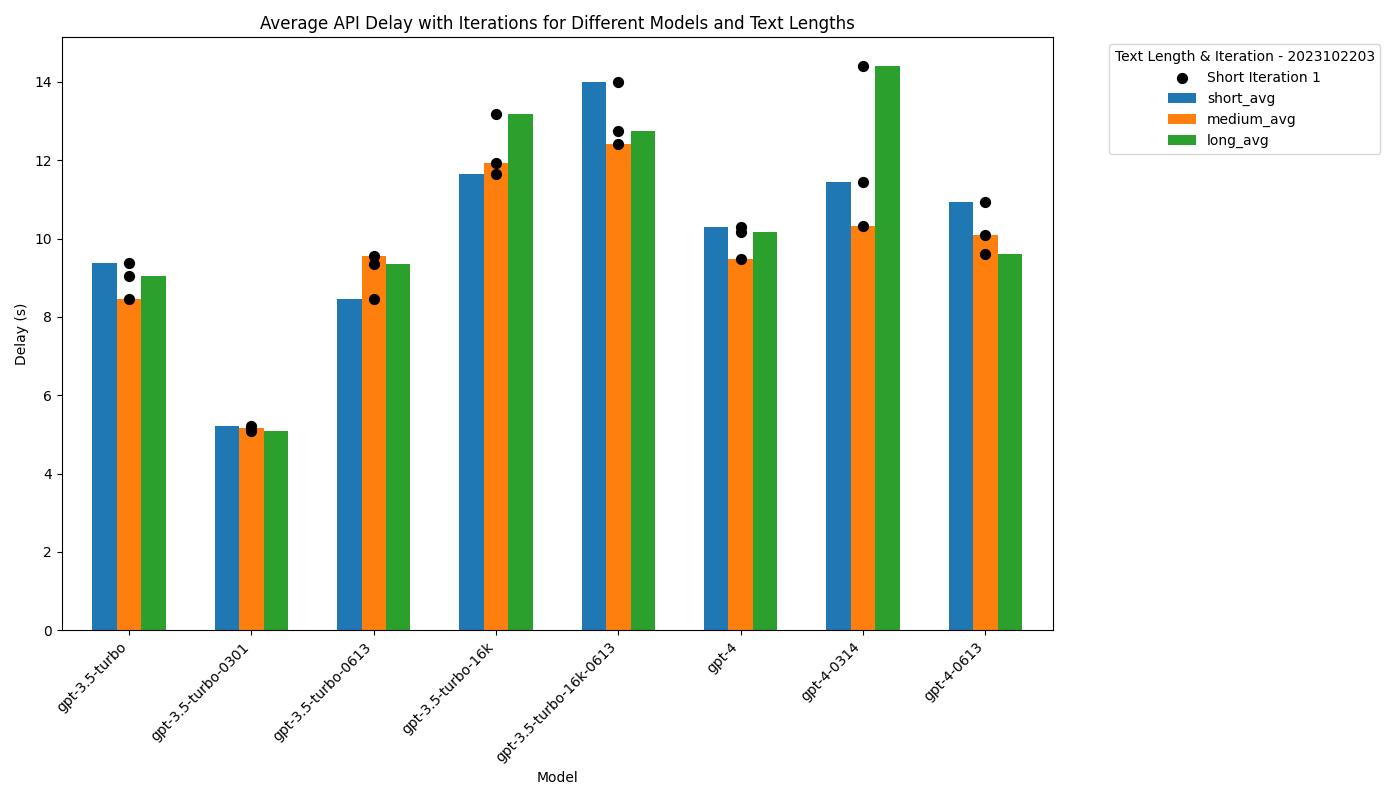 Average API Delay with Iterations for Different Models and Text Lengths
Text Length & Iteration - 2023102203
Short Iteration 1
short_avg
medium_avg
long_avg
Delay (s)
14
12
10
8
6
4
2
0
gpt-3.5-turbo
gpt-3.5-turbo-0301
gpt-3.5-turbo-0613
gpt-3.5-turbo-16k
gpt-3.5-turbo-16k-0613
gpt-4
gpt-4-0314
gpt-4-0613
Model